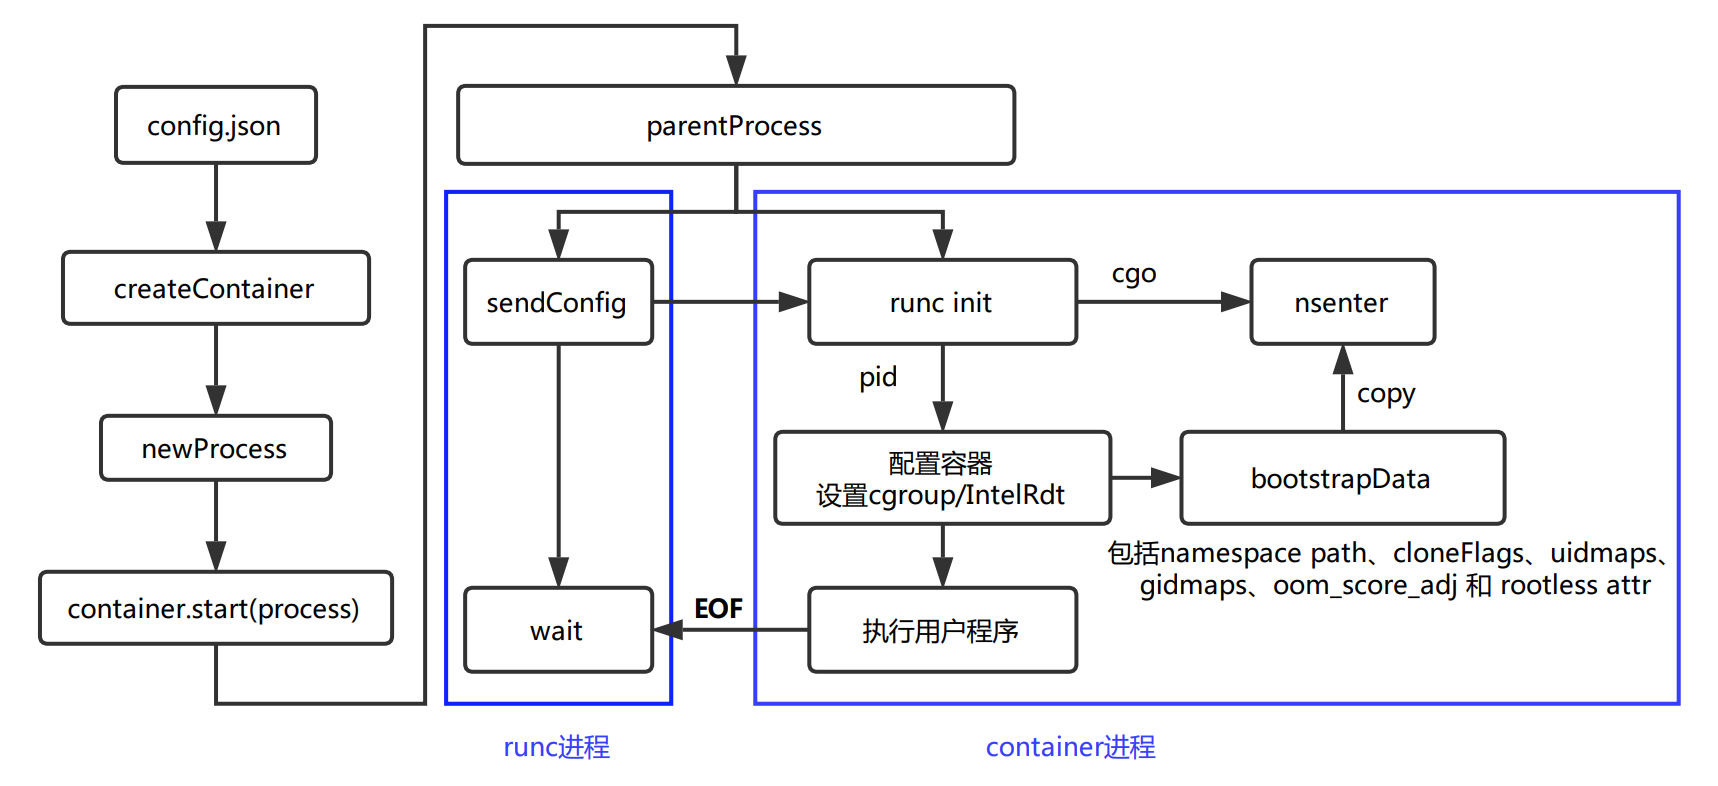 config.json
createContainer
newProcess
container.start(process)
parentProcess
sendConfig
runc init
cgo
nsenter
pid
copy
配置容器
设置cgroup/IntelRdt
bootstrapData
包括namespace path、cloneFlags、uidmaps、
gidmaps、oom_score_adj 和 rootless attr
wait
EOF
执行用户程序
runc进程
container进程